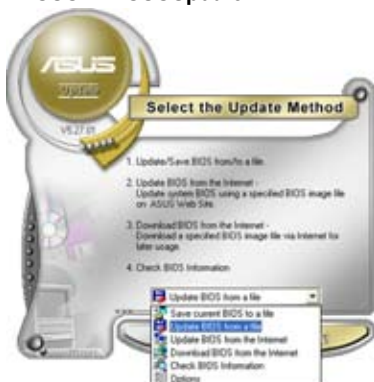 ASUS
Update
Select the Update Method
V5.27.01
1. Update/Save BIOS from/to a file.
2. Update BIOS from the Internet -
Update system BIOS using a specified BIOS image file
on ASUS Web Site.
3. Download BIOS from the Internet -
Download a specified BIOS image file via Internet for
later usage.
4. Check BIOS Information
Update BIOS from a file
Save current BIOS to a file
Update BIOS from a file
Update BIOS from the Internet
Download BIOS from the Internet
Check BIOS Information
Options